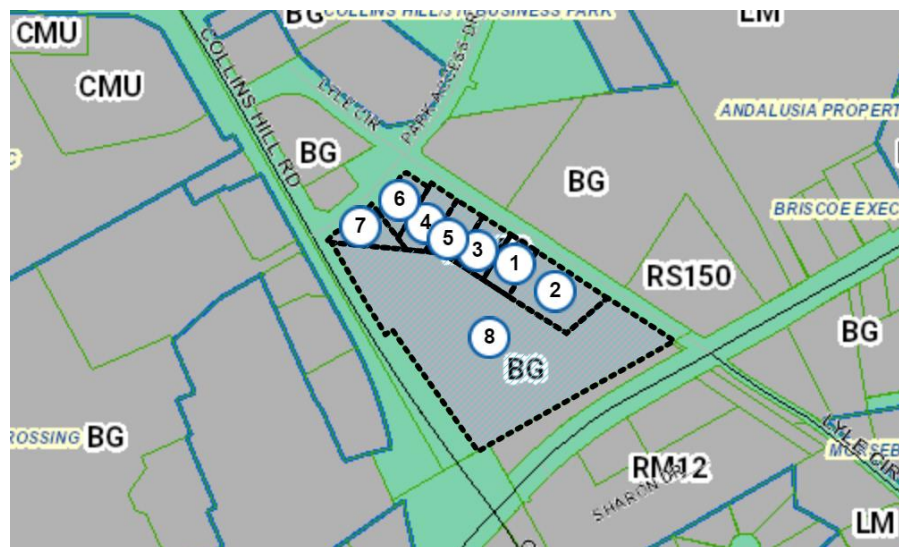 BG
COLLINS HILL/316 BUSINESS PARK
LM
CMU
CMU
COLLINS HILL RD
LYLE CIR
PARK ACCESS DR
ANDALUSIA PROPERT
BG
BG
BRISCOE EXEC
6
4
7
5
3
1
2
RS150
8
BG
BG
ROSSING
BG
LYLE CIR
RM12
SHARON DR
LM